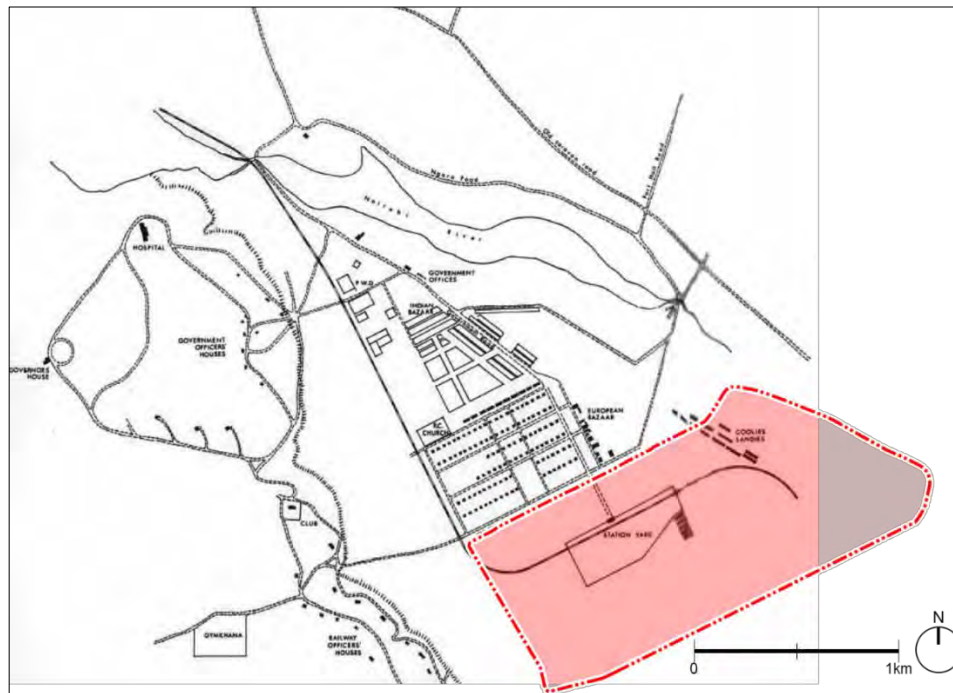 Ngara Road
Fort Hall Road
Nairobi
River
HOSPITAL
GOVERNMENT
OFFICES
P.W.D.
INDIAN
BAZAAR
GOVERNMENT
OFFICERS'
HOUSES
GOVERNORS
HOUSE
EUROPEAN
BAZAAR
COOLIES
LANDIES
CHURCH
STATION YARD
CLUB
GYMKHANA
RAILWAY
OFFICERS'
HOUSES
N
0
1km